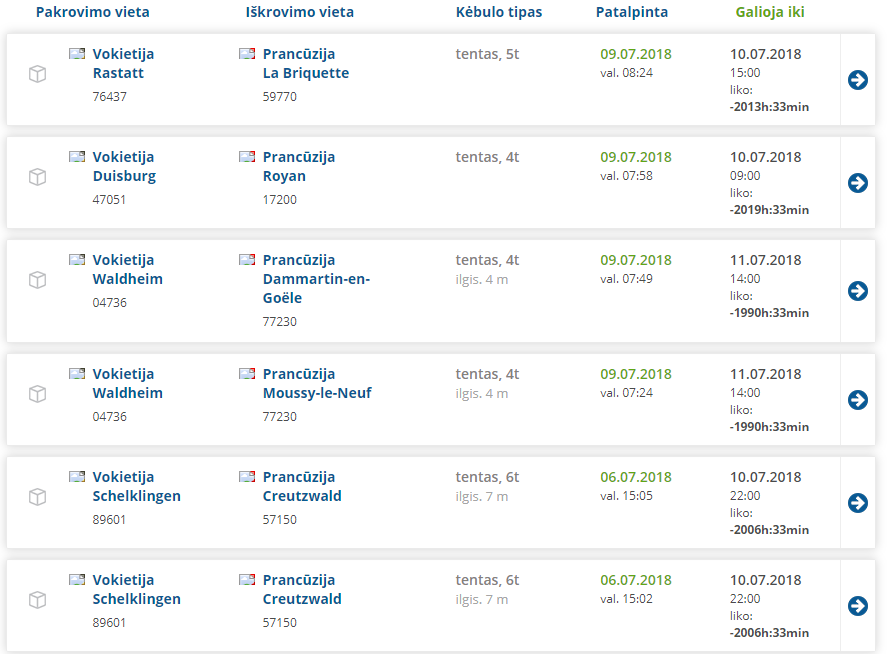 Pakrovimo vieta Iškrovimo vieta Kėbulo tipas Patalpinta Galioja iki
Vokietija Prancūzija tentas, 5t 09.07.2018 10.07.2018
Rastatt La Briquette val. 08:24 15:00
76437 59770 liko:
-2013h:33min
Vokietija Prancūzija tentas, 4t 09.07.2018 10.07.2018
Duisburg Royan val. 07:58 09:00
47051 17200 liko:
-2019h:33min
Vokietija Prancūzija tentas, 4t 09.07.2018 11.07.2018
Waldheim Dammartin-en- ilgis. 4 m val. 07:49 14:00
04736 Goële liko:
77230 -1990h:33min
Vokietija Prancūzija tentas, 4t 09.07.2018 11.07.2018
Waldheim Moussy-le-Neuf ilgis. 4 m val. 07:24 14:00
04736 77230 liko:
-1990h:33min
Vokietija Prancūzija tentas, 6t 06.07.2018 10.07.2018
Schelklingen Creutzwald ilgis. 7 m val. 15:05 22:00
89601 57150 liko:
-2006h:33min
Vokietija Prancūzija tentas, 6t 06.07.2018 10.07.2018
Schelklingen Creutzwald ilgis. 7 m val. 15:02 22:00
89601 57150 liko:
-2006h:33min